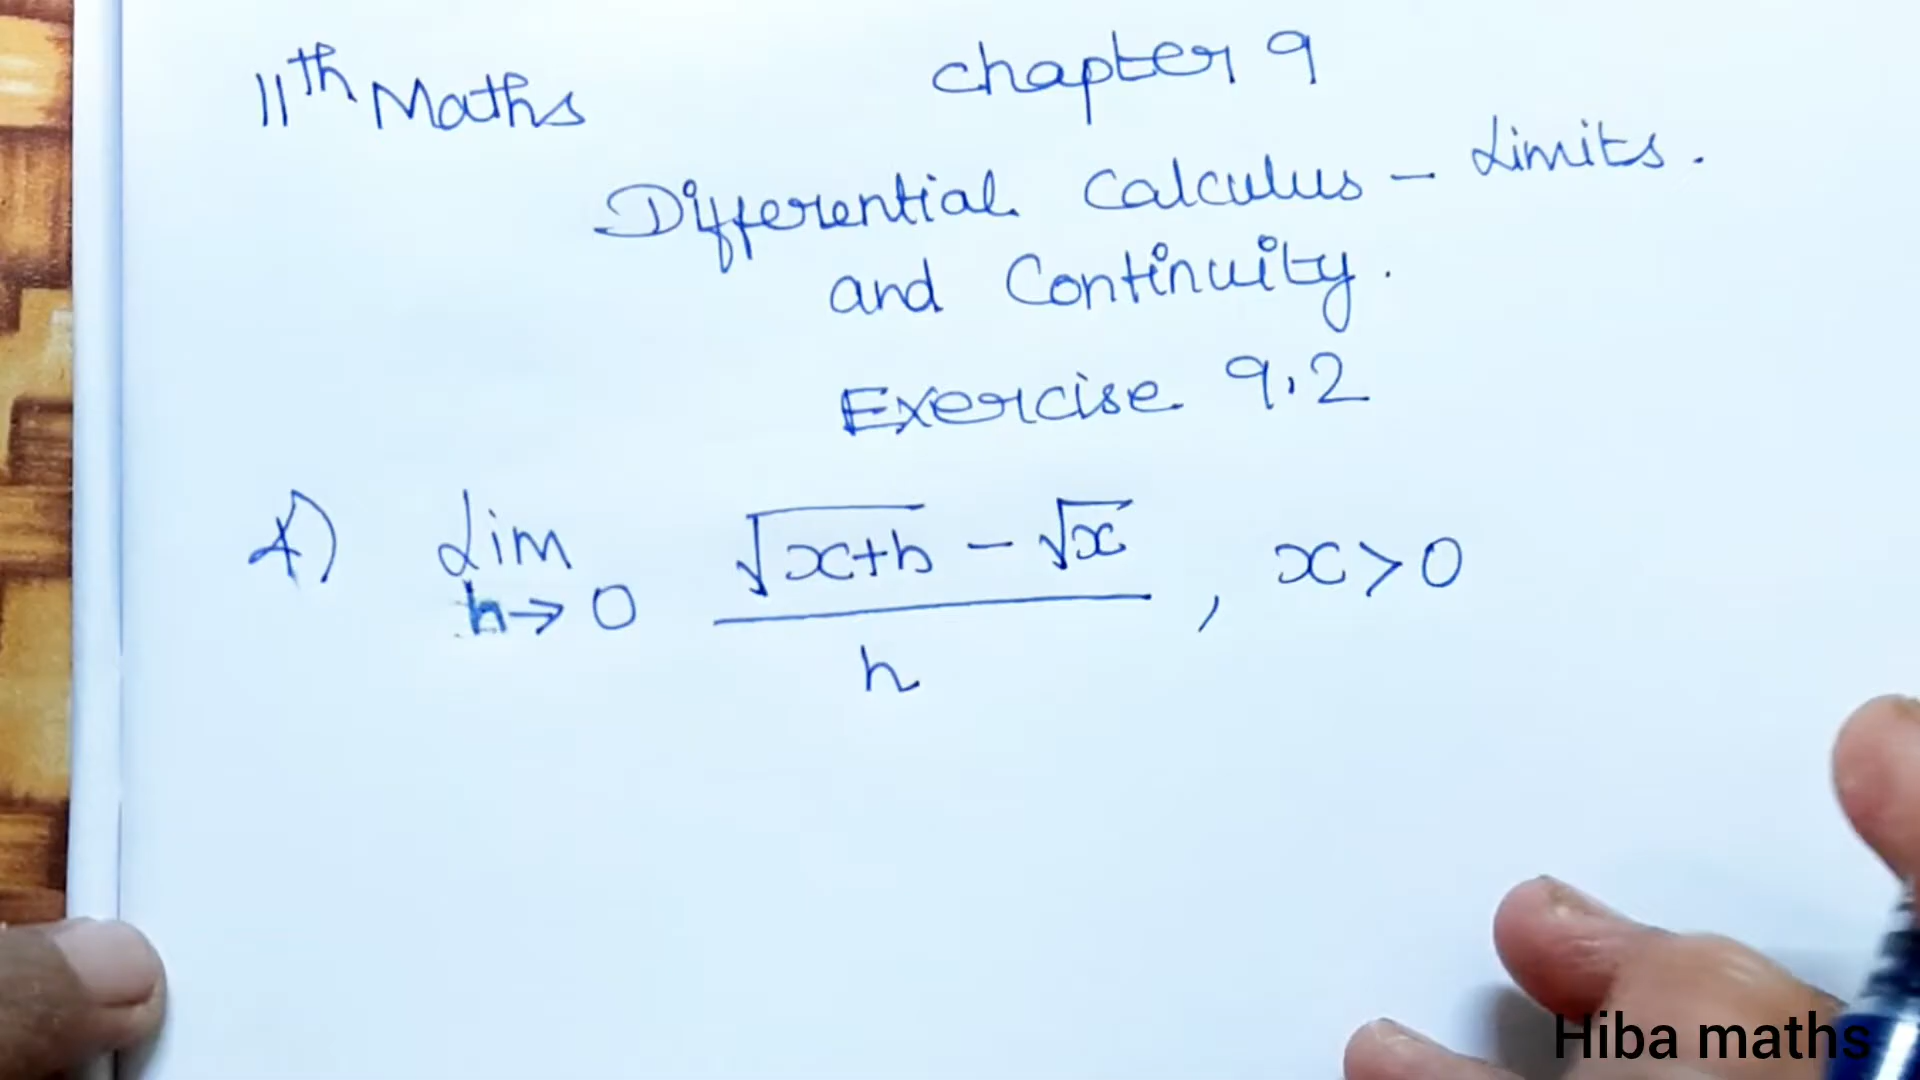 11th Maths
chapter 9
Differential Calculus - Limits.
and Continuity.
Exercise 9.2
4) Lim h→0 (√(x+h) - √x) / h , x>0
Hiba maths